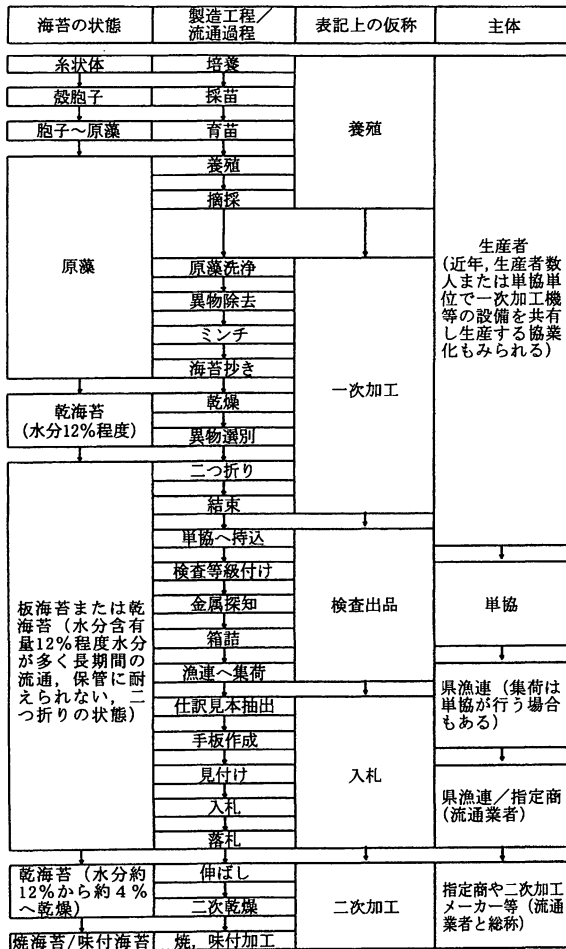 海苔の状態
製造工程／
流通過程
表記上の仮称
主体
糸状体
培養
殻胞子
採苗
胞子～原藻
育苗
養殖
養殖
摘採
原藻
原藻洗浄
異物除去
ミンチ
海苔抄き
生産者
(近年，生産者数
人または単協単
位で一次加工機
等の設備を共有
し生産する協業
化もみられる)
乾海苔
(水分12%程度)
乾燥
異物選別
一次加工
二つ折り
結束
板海苔または乾
海苔（水分含有
量12%程度水分
が多く長期間の
流通，保管に耐
えられない，二
つ折りの状態）
単協へ持込
検査等級付け
金属探知
箱詰
漁連へ集荷
検査出品
単協
県漁連（集荷は
単協が行う場合
もある）
仕訳見本抽出
手板作成
見付け
入札
落札
入札
県漁連／指定商
(流通業者)
乾海苔（水分約
12%から約４%
へ乾燥）
伸ばし
二次乾燥
二次加工
指定商や二次加工
メーカー等（流通
業者と総称）
焼海苔/味付海苔
焼，味付加工